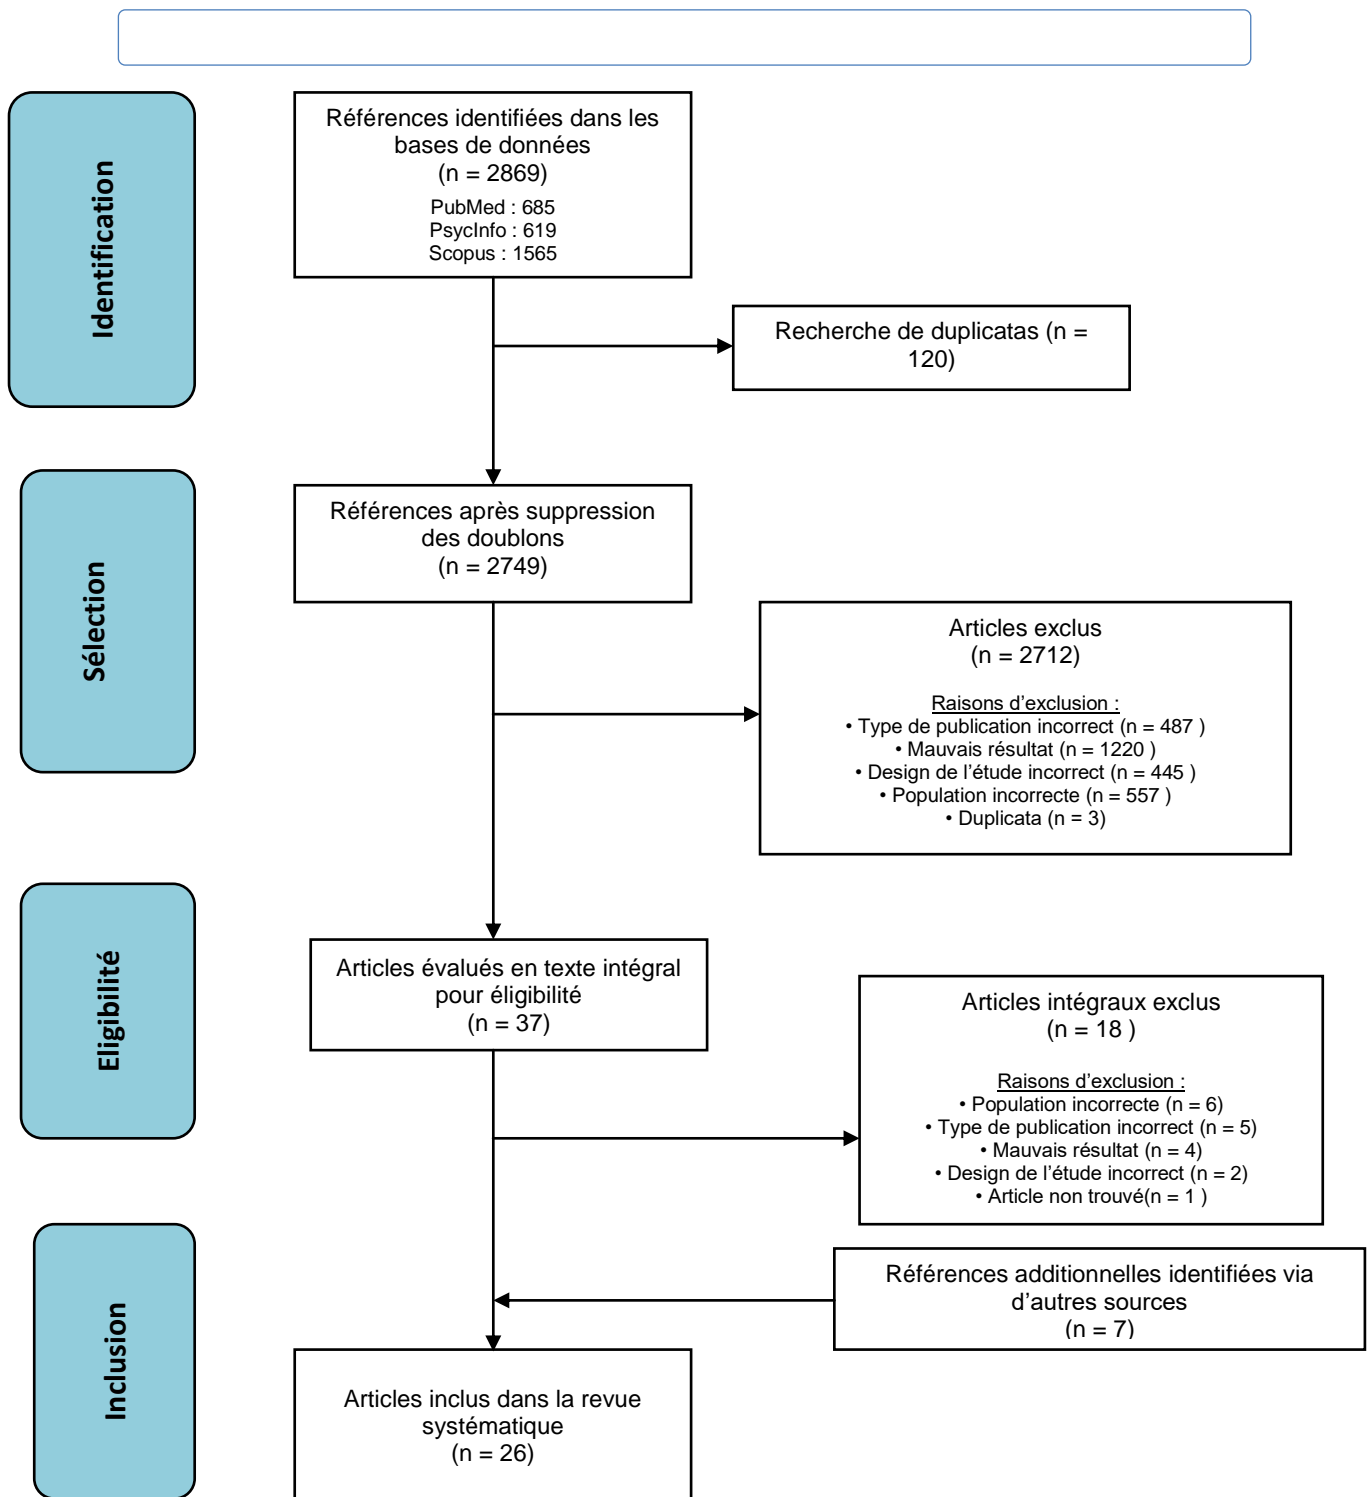 Identification
Références identifiées dans les
bases de données
(n = 2869)
PubMed : 685
PsycInfo : 619
Scopus : 1565
Recherche de duplicatas (n =
120)
Sélection
Références après suppression
des doublons
(n = 2749)
Articles exclus
(n = 2712)
Raisons d’exclusion :
• Type de publication incorrect (n = 487 )
• Mauvais résultat (n = 1220 )
• Design de l’étude incorrect (n = 445 )
• Population incorrecte (n = 557 )
• Duplicata (n = 3)
Eligibilité
Articles évalués en texte intégral
pour éligibilité
(n = 37)
Articles intégraux exclus
(n = 18 )
Raisons d’exclusion :
• Population incorrecte (n = 6)
• Type de publication incorrect (n = 5)
• Mauvais résultat (n = 4)
• Design de l’étude incorrect (n = 2)
• Article non trouvé(n = 1 )
Inclusion
Références additionnelles identifiées via
d’autres sources
(n = 7)
Articles inclus dans la revue
systématique
(n = 26)